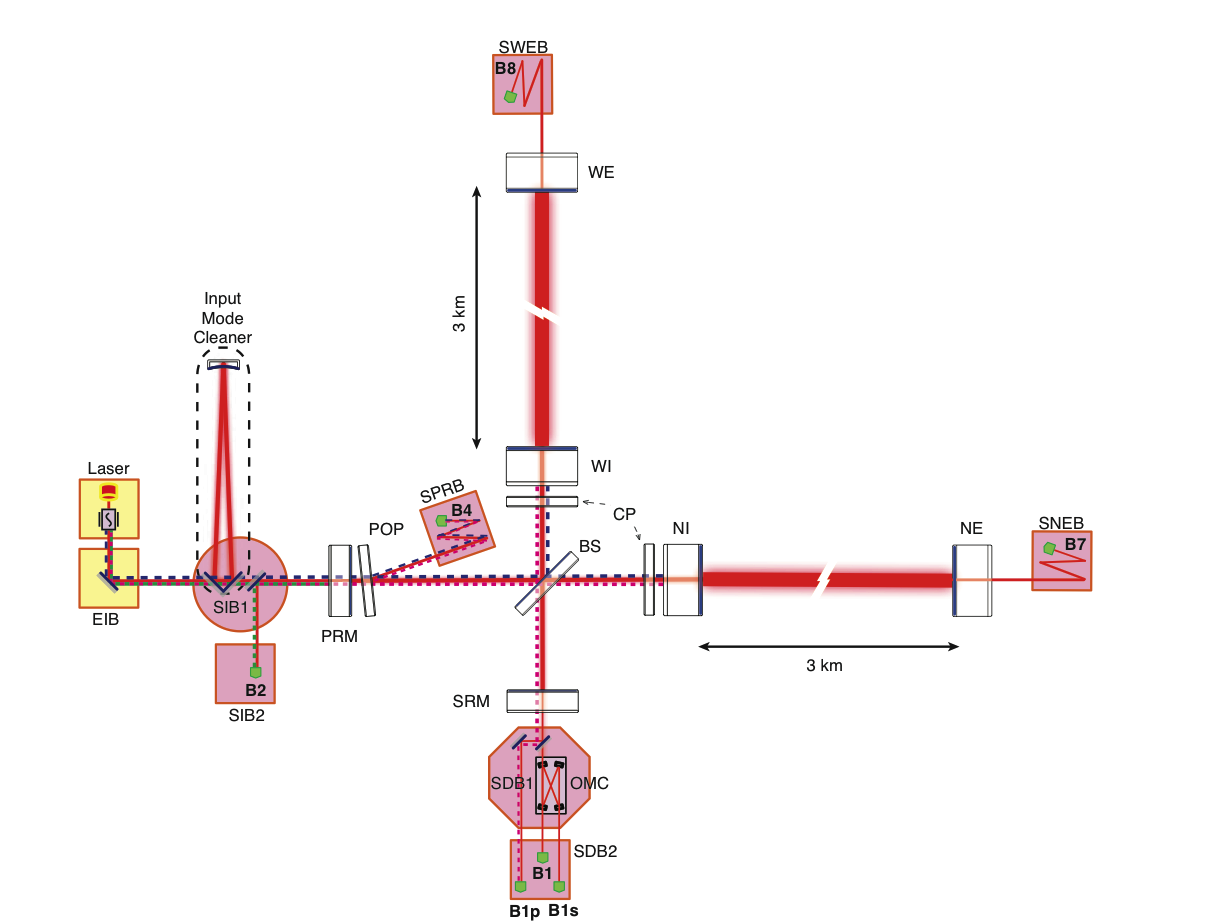 SWEB
B8
WE
3 km
Input
Mode
Cleaner
WI
Laser
SPRB
B4
CP
POP
NI
NE
SNEB
B7
BS
SIB1
EIB
PRM
3 km
B2
SIB2
SRM
SDB1
OMC
SDB2
B1
B1p
B1s